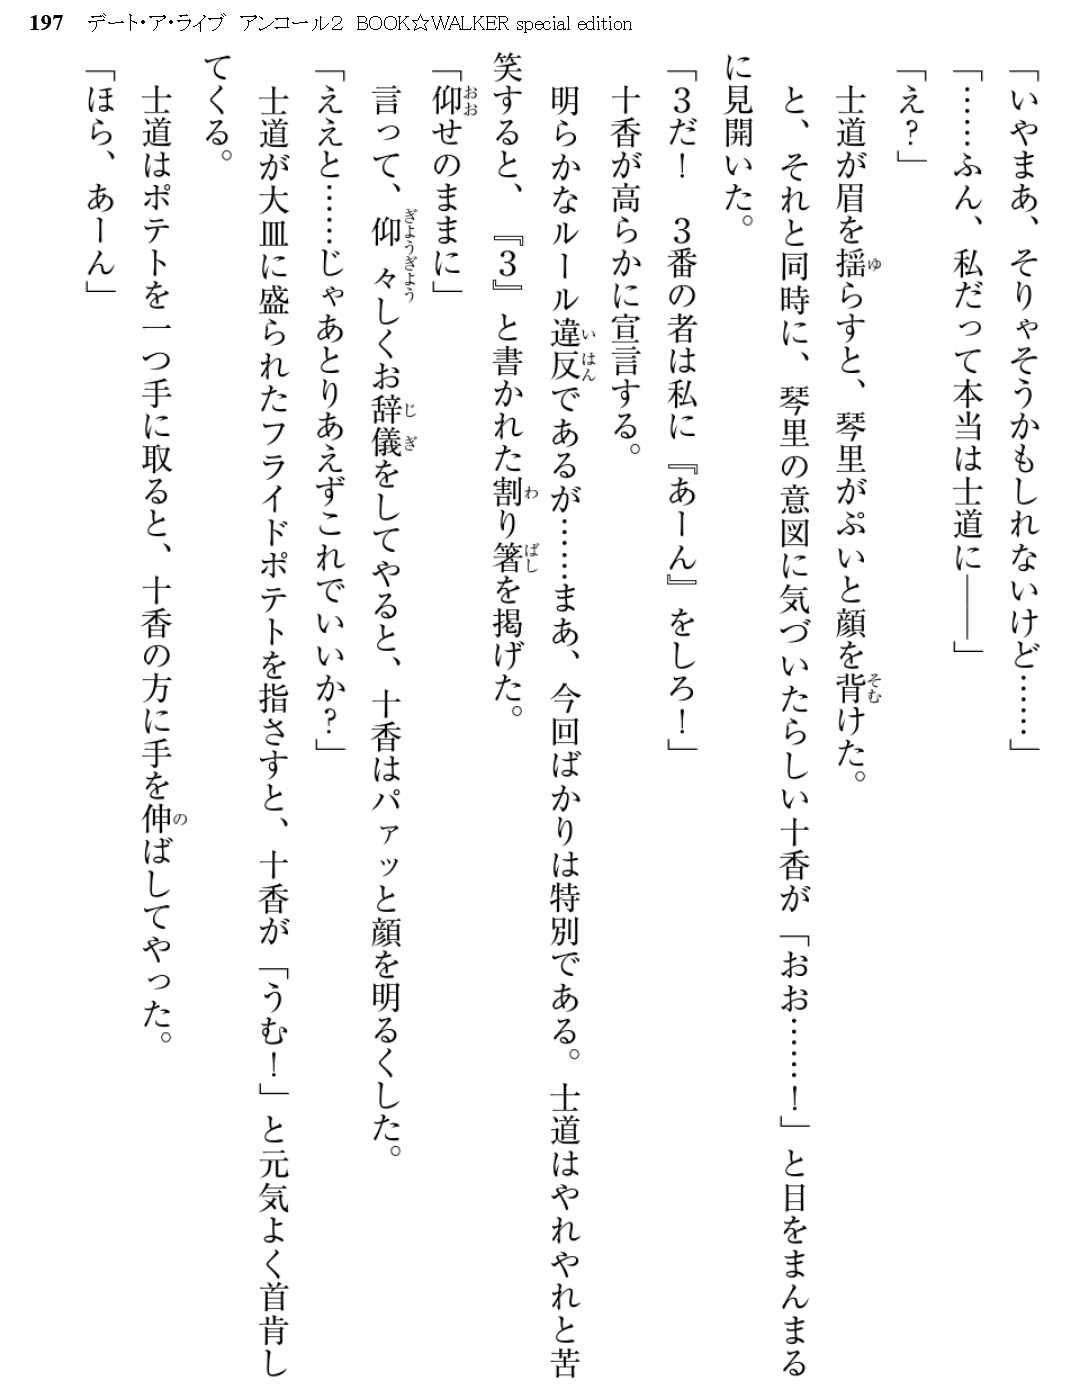 197 デート・ア・ライブ アンコール2 BOOK☆WALKER special edition
「いやまあ、そりゃそうかもしれないけど……」
「……ふん、私だって本当は士道に――」
「え?」
　士道が眉を揺らすと、琴里がぷいと顔を背けた。
　と、それと同時に、琴里の意図に気づいたらしい十香が「おお……!」と目をまんまる
に見開いた。
「3だ!　3番の者は私に『あーん』をしろ!」
　十香が高らかに宣言する。
　明らかなルール違反であるが……まあ、今回ばかりは特別である。士道はやれやれと苦
笑すると、『3』と書かれた割り箸を掲げた。
「仰せのままに」
　言って、仰々しくお辞儀をしてやると、十香はパァッと顔を明るくした。
「ええと……じゃあとりあえずこれでいいか?」
　士道が大皿に盛られたフライドポテトを指さすと、十香が「うむ!」と元気よく首肯し
てくる。
　士道はポテトを一つ手に取ると、十香の方に手を伸ばしてやった。
「ほら、あーん」